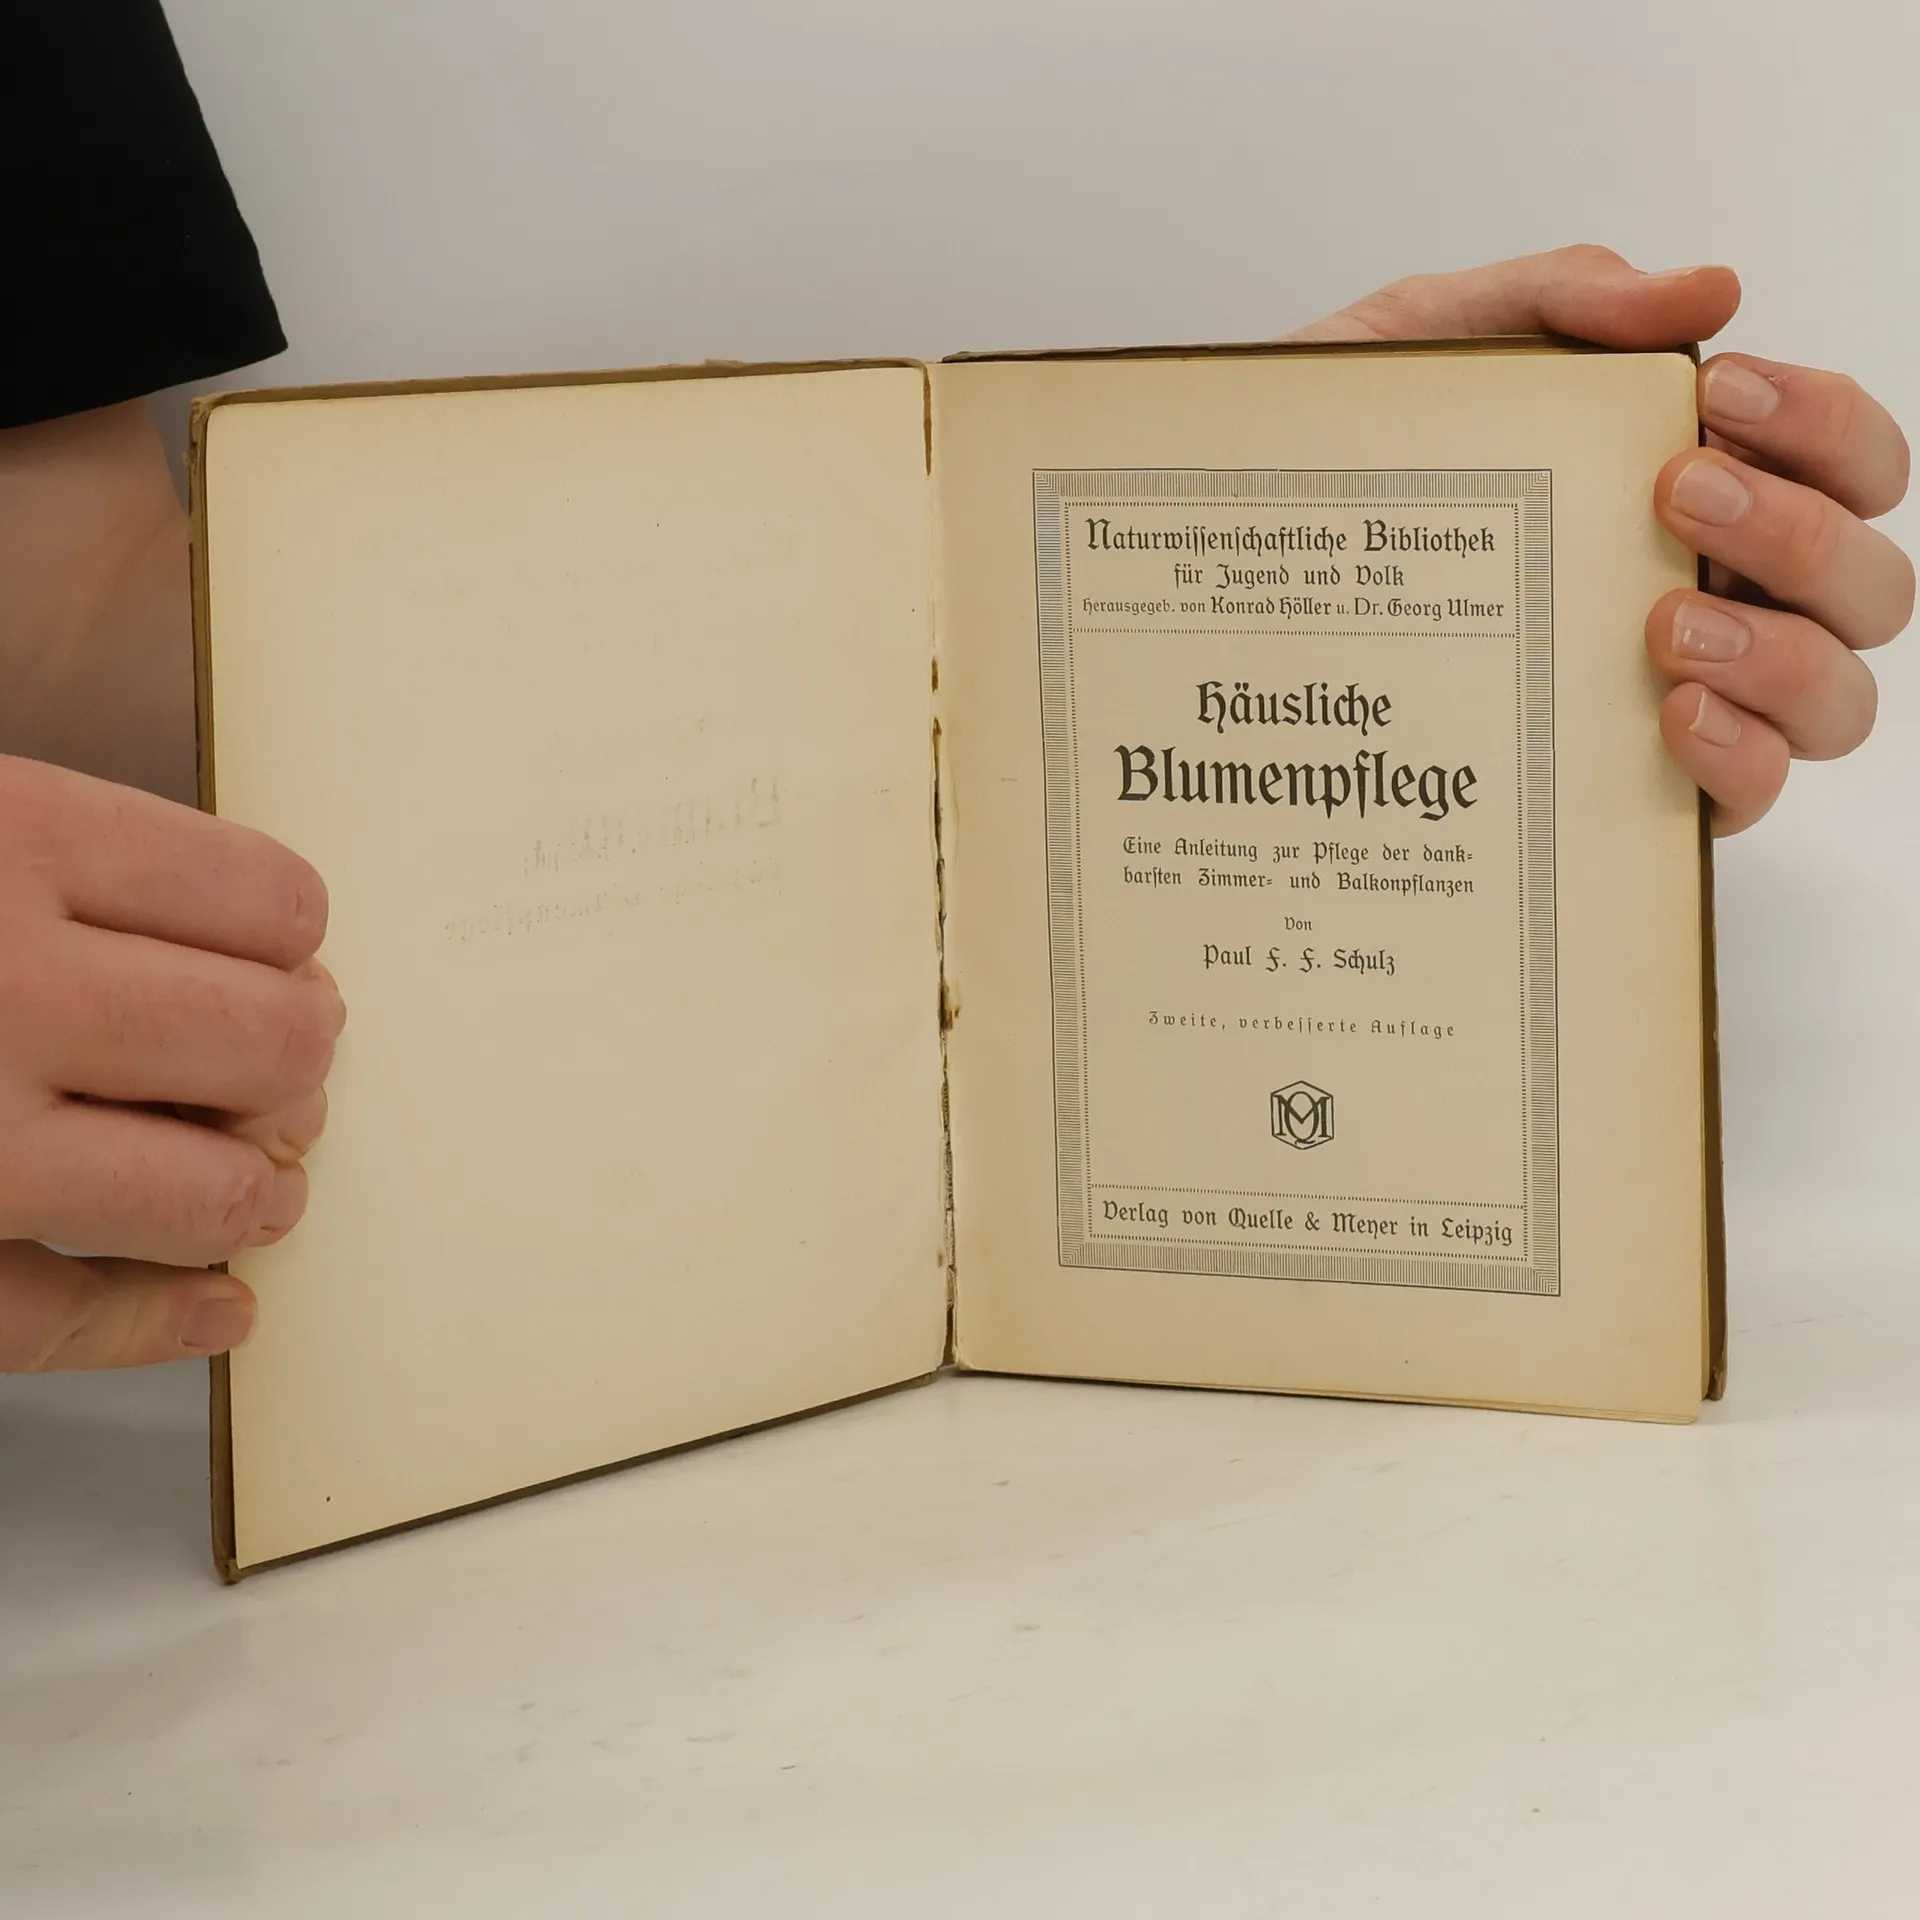 Naturwiſſenſchaftliche Bibliothek
für Jugend und Volk
Herausgegeb. von Konrad Höller u. Dr. Georg Ulmer
Häusliche
Blumenpflege
Eine Anleitung zur Pflege der dank⸗
barſten Zimmer⸗ und Balkonpflanzen
Von
Paul F. F. Schulz
Zweite, verbeſſerte Auflage
QM
Verlag von Quelle & Meyer in Leipzig